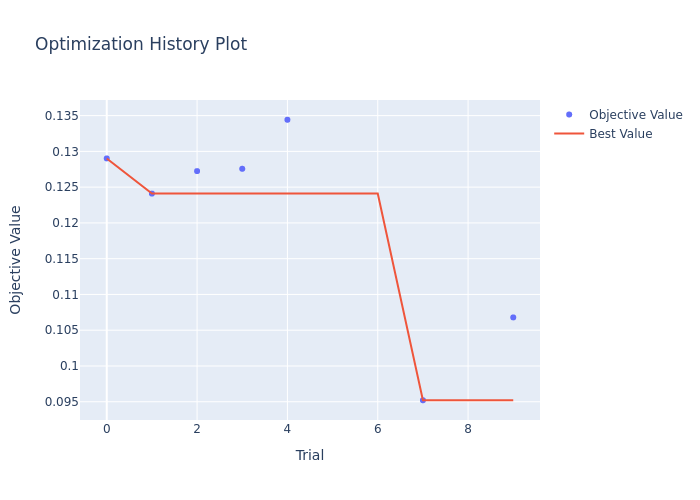 Optimization History Plot
Objective Value
Best Value
0.135
0.13
0.125
0.12
0.115
0.11
0.105
0.1
0.095
Objective Value
0
2
4
6
8
Trial